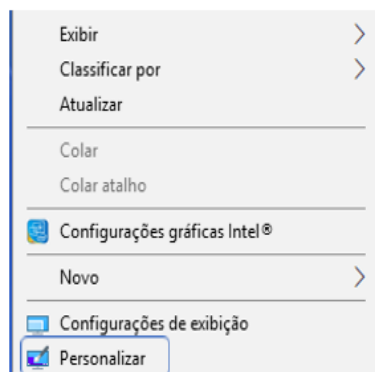 Exibir
Classificar por
Atualizar
Colar
Colar atalho
Configurações gráficas Intel®
Novo
Configurações de exibição
Personalizar